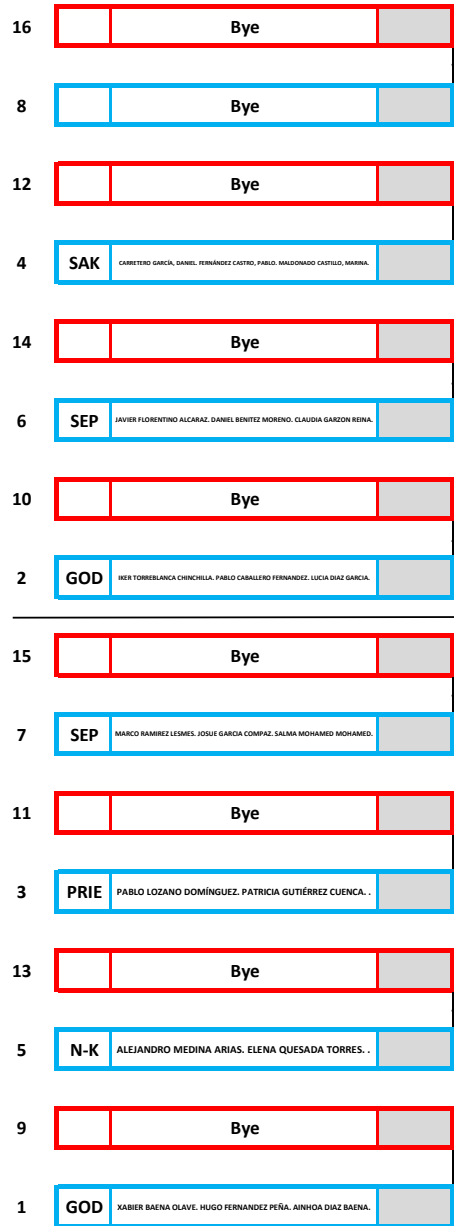 16 Bye
8 Bye
12 Bye
4 SAK CARRETERO GARCÍA, DANIEL. FERNÁNDEZ CASTRO, PABLO. MALDONADO CASTILLO, MARINA.
14 Bye
6 SEP JAVIER FLORENTINO ALCARAZ. DANIEL BENITEZ MORENO. CLAUDIA GARZON REINA.
10 Bye
2 GOD IKER TORREBLANCA CHINCHILLA. PABLO CABALLERO FERNANDEZ. LUCIA DIAZ GARCIA.
15 Bye
7 SEP MARCO RAMIREZ LESMES. JOSUE GARCIA COMPAZ. SALMA MOHAMED MOHAMED.
11 Bye
3 PRIE PABLO LOZANO DOMÍNGUEZ. PATRICIA GUTIÉRREZ CUENCA. .
13 Bye
5 N-K ALEJANDRO MEDINA ARIAS. ELENA QUESADA TORRES. .
9 Bye
1 GOD XABIER BAENA OLAVE. HUGO FERNANDEZ PEÑA. AINHOA DIAZ BAENA.